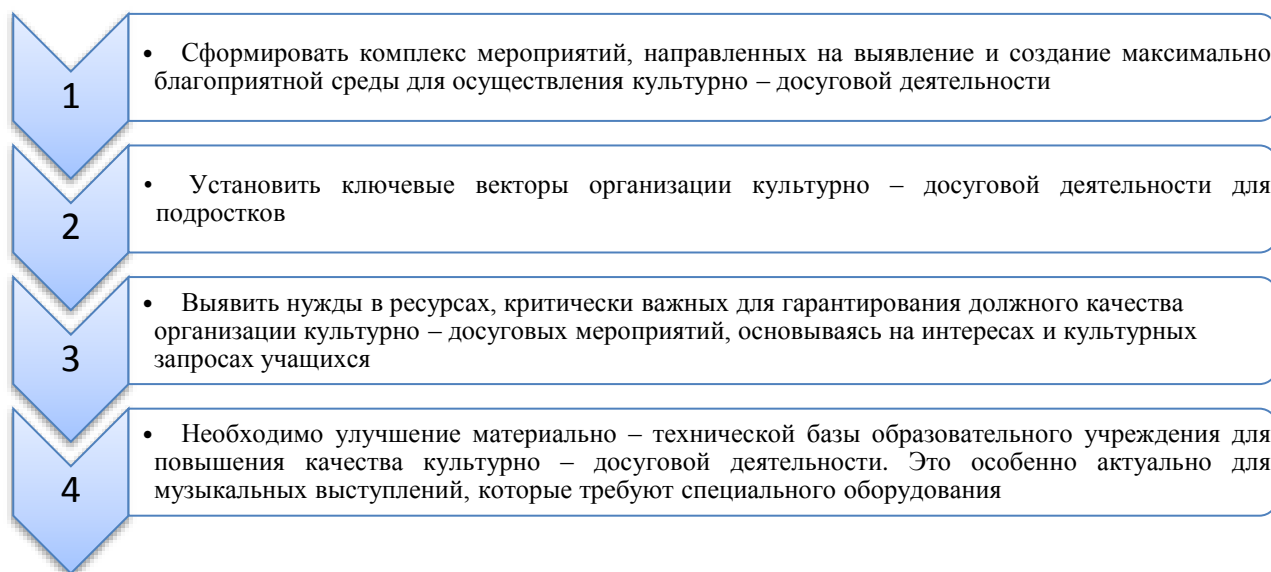 1
• Сформировать комплекс мероприятий, направленных на выявление и создание максимально
благоприятной среды для осуществления культурно – досуговой деятельности
2
• Установить ключевые векторы организации культурно – досуговой деятельности для
подростков
3
• Выявить нужды в ресурсах, критически важных для гарантирования должного качества
организации культурно – досуговых мероприятий, основываясь на интересах и культурных
запросах учащихся
4
• Необходимо улучшение материально – технической базы образовательного учреждения для
повышения качества культурно – досуговой деятельности. Это особенно актуально для
музыкальных выступлений, которые требуют специального оборудования